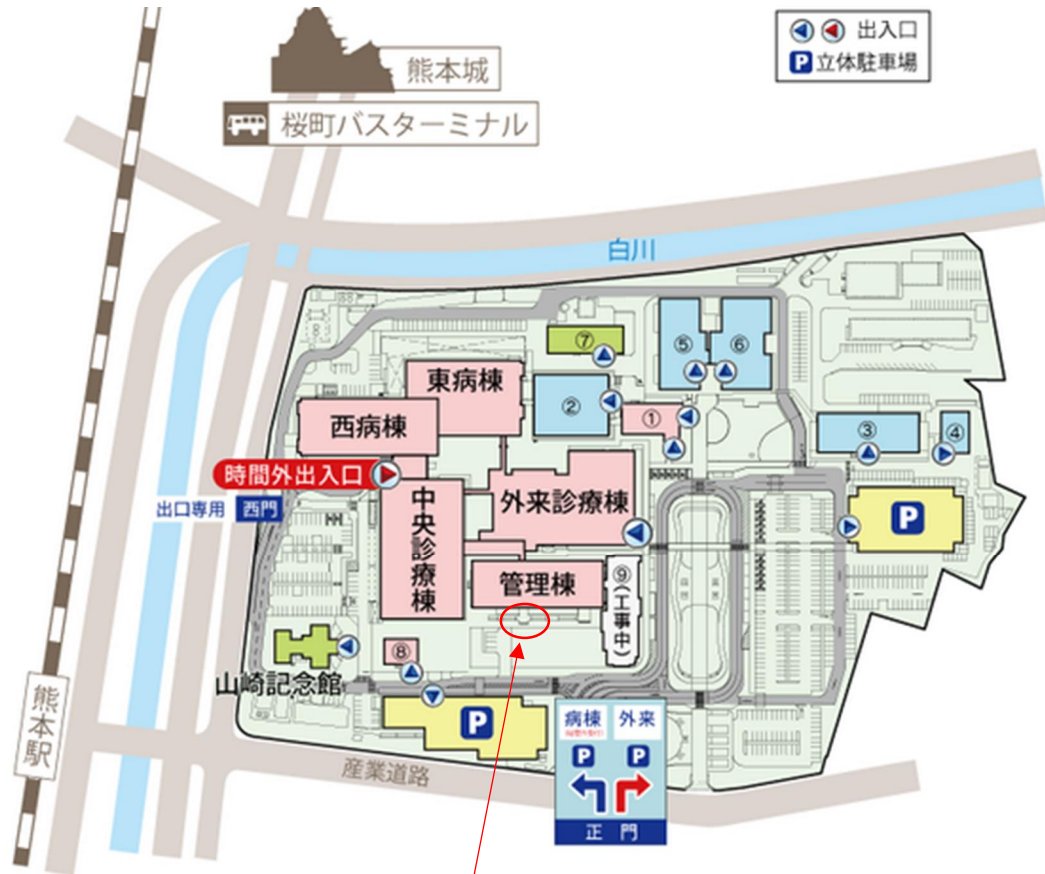 出入口
P 立体駐車場
熊本城
桜町バスターミナル
白川
⑦
⑤
⑥
東病棟
②
①
③
④
西病棟
時間外出入口
出口専用 西門
中央診療棟
外来診療棟
P
管理棟
⑨(工事中)
⑧
山崎記念館
P
熊本駅
産業道路
病棟 外来
P P
正門